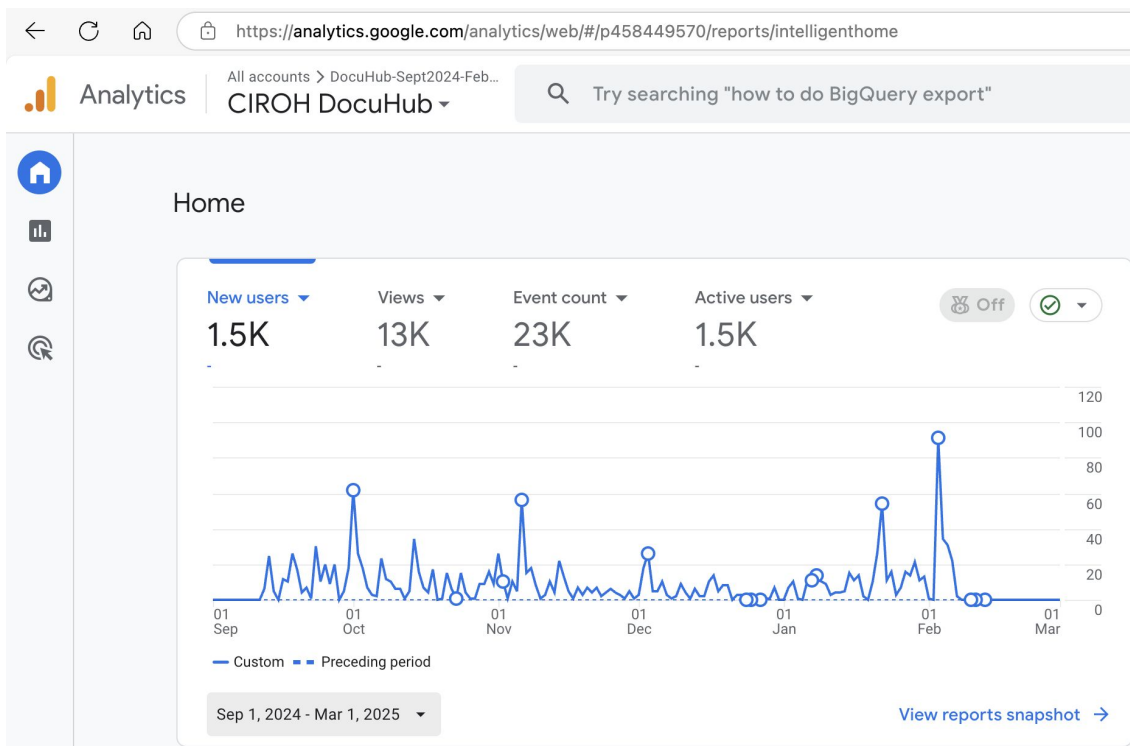 https://analytics.google.com/analytics/web/#/p458449570/reports/intelligenthome
Analytics
All accounts > DocuHub-Sept2024-Feb...
CIROH DocuHub
Try searching "how to do BigQuery export"
Home
New users
1.5K
-
Views
13K
-
Event count
23K
-
Active users
1.5K
-
Off
120
100
80
60
40
20
0
01
Sep
01
Oct
01
Nov
01
Dec
01
Jan
01
Feb
01
Mar
Custom
Preceding period
Sep 1, 2024 - Mar 1, 2025
View reports snapshot